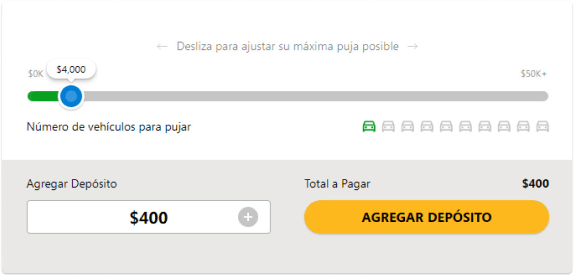 ← Desliza para ajustar su máxima puja posible →
$0K $4,000 $50K+
Número de vehículos para pujar
Agregar Depósito Total a Pagar $400
$400 + AGREGAR DEPÓSITO